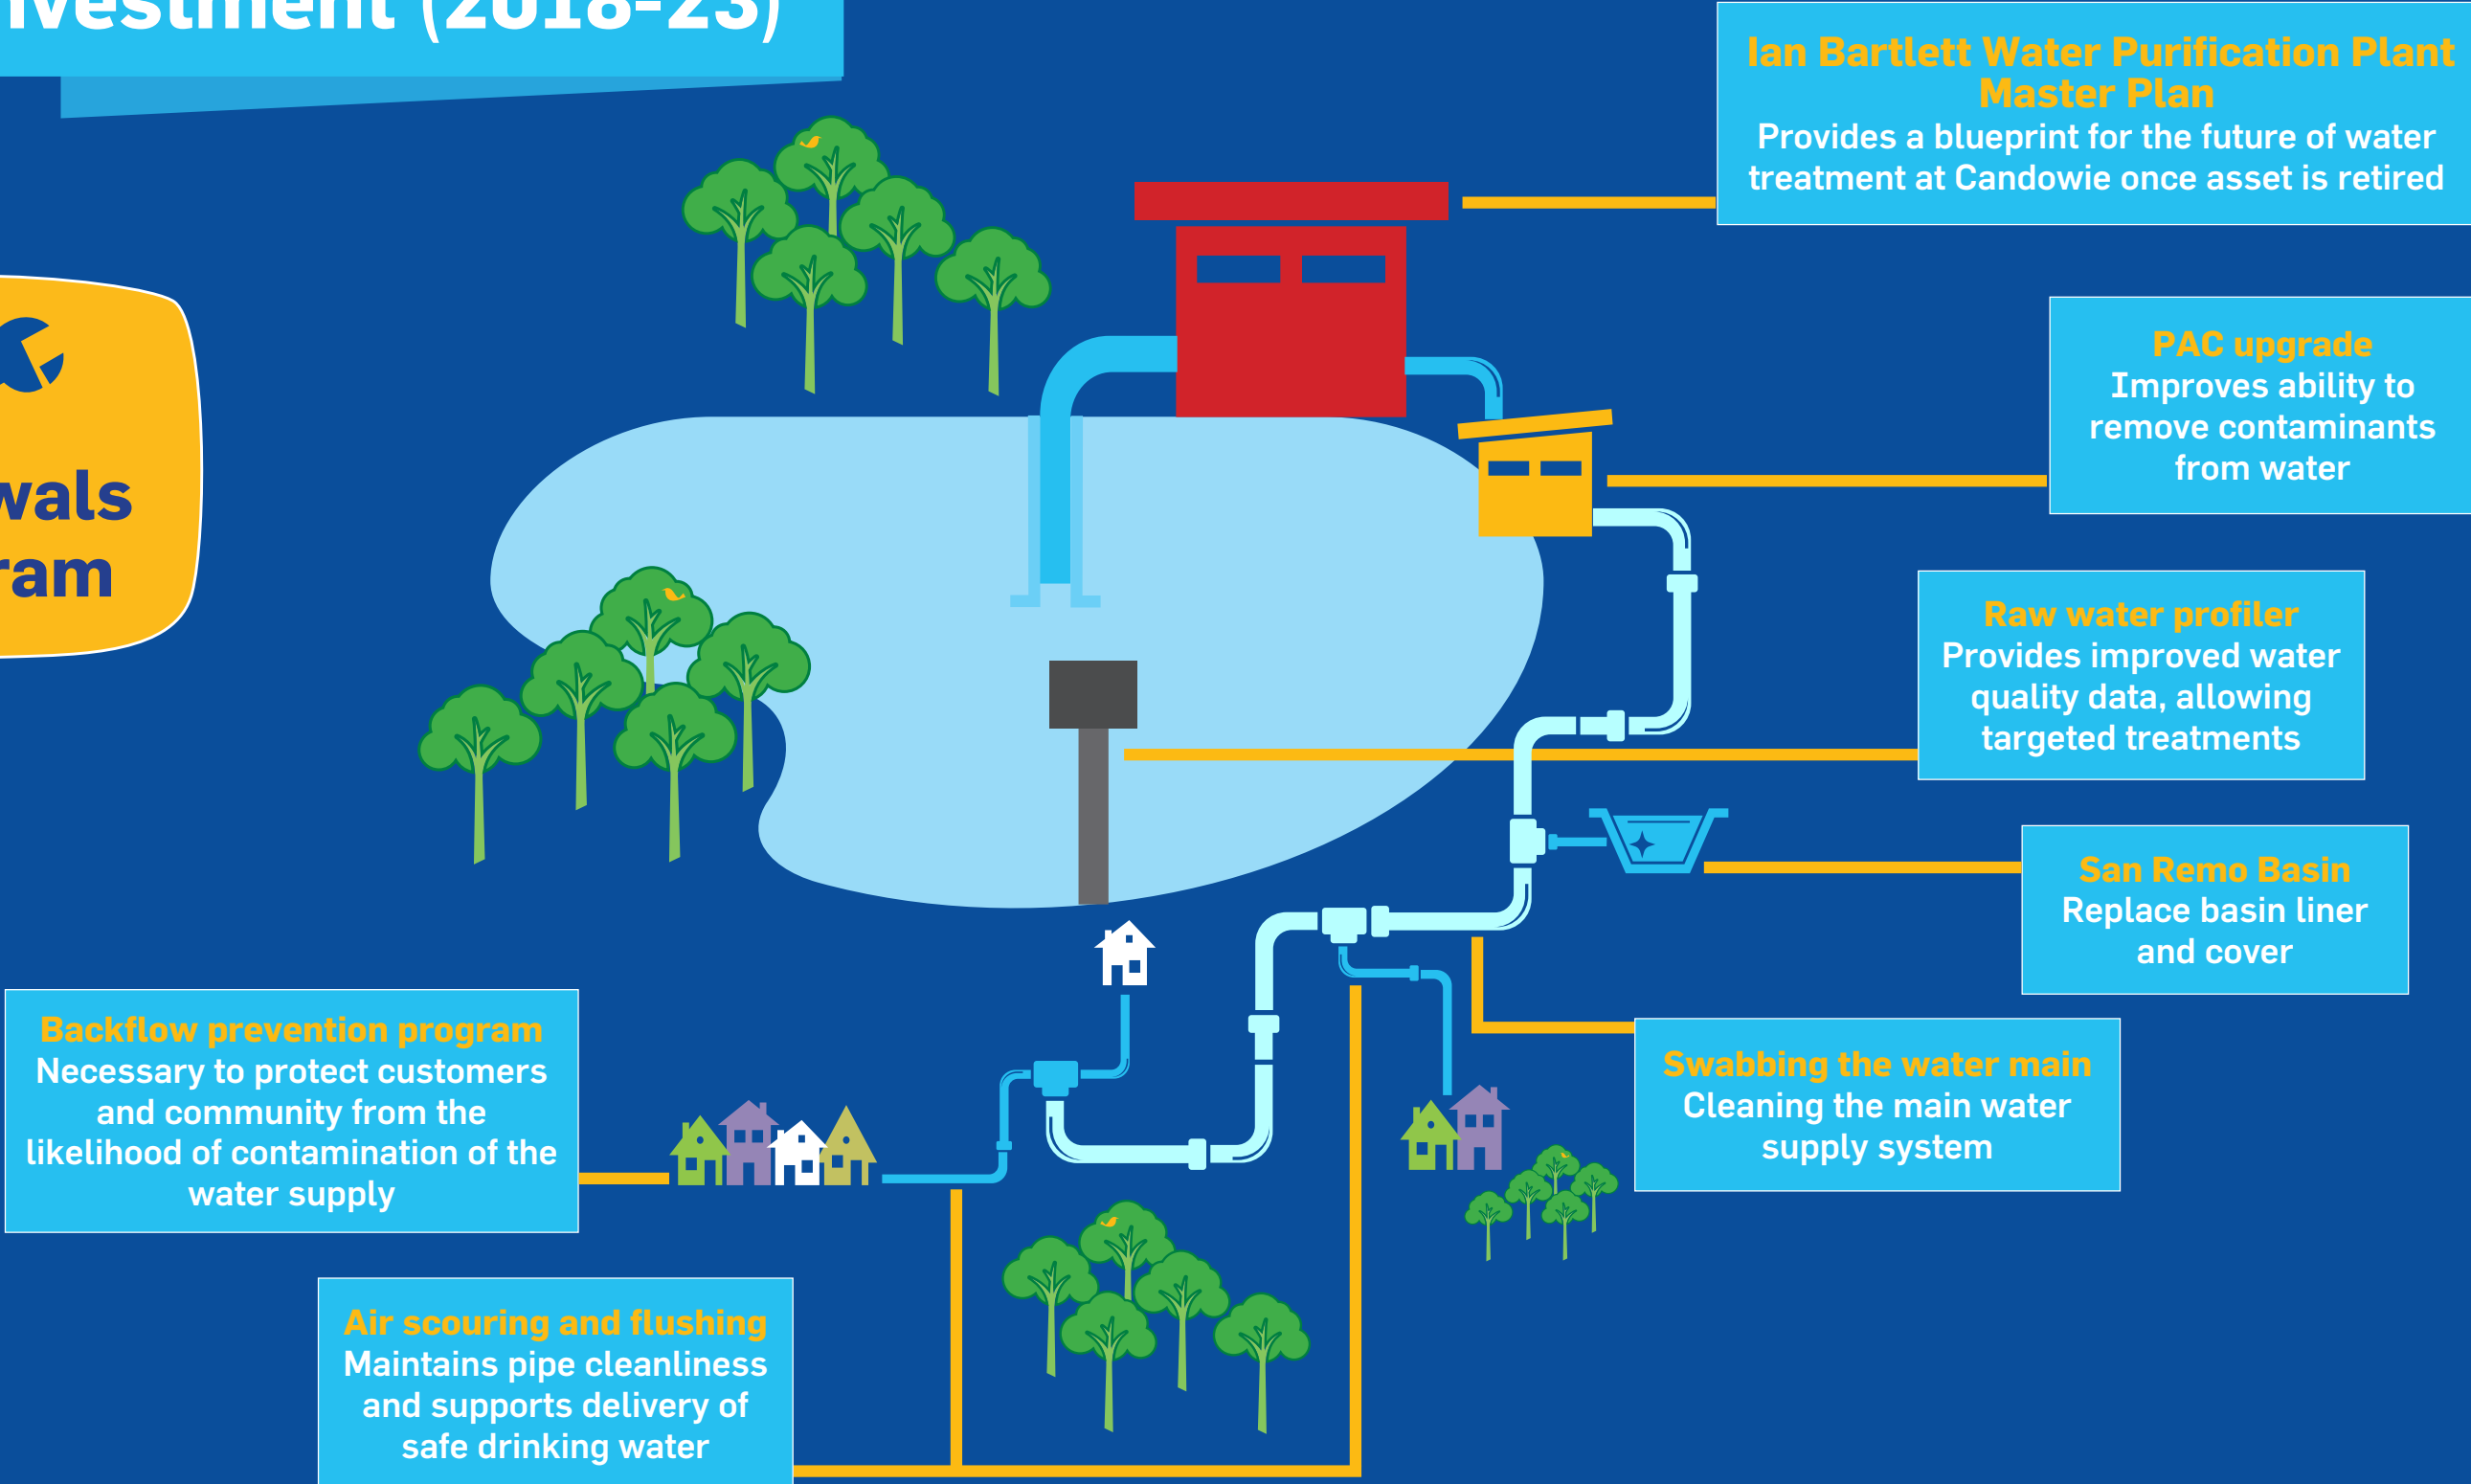 vestment (2018-23)
Ian Bartlett Water Purification Plant
Master Plan
Provides a blueprint for the future of water
treatment at Candowie once asset is retired
wals
ram
PAC upgrade
Improves ability to
remove contaminants
from water
Raw water profiler
Provides improved water
quality data, allowing
targeted treatments
San Remo Basin
Replace basin liner
and cover
Swabbing the water main
Cleaning the main water
supply system
Backflow prevention program
Necessary to protect customers
and community from the
likelihood of contamination of the
water supply
Air scouring and flushing
Maintains pipe cleanliness
and supports delivery of
safe drinking water